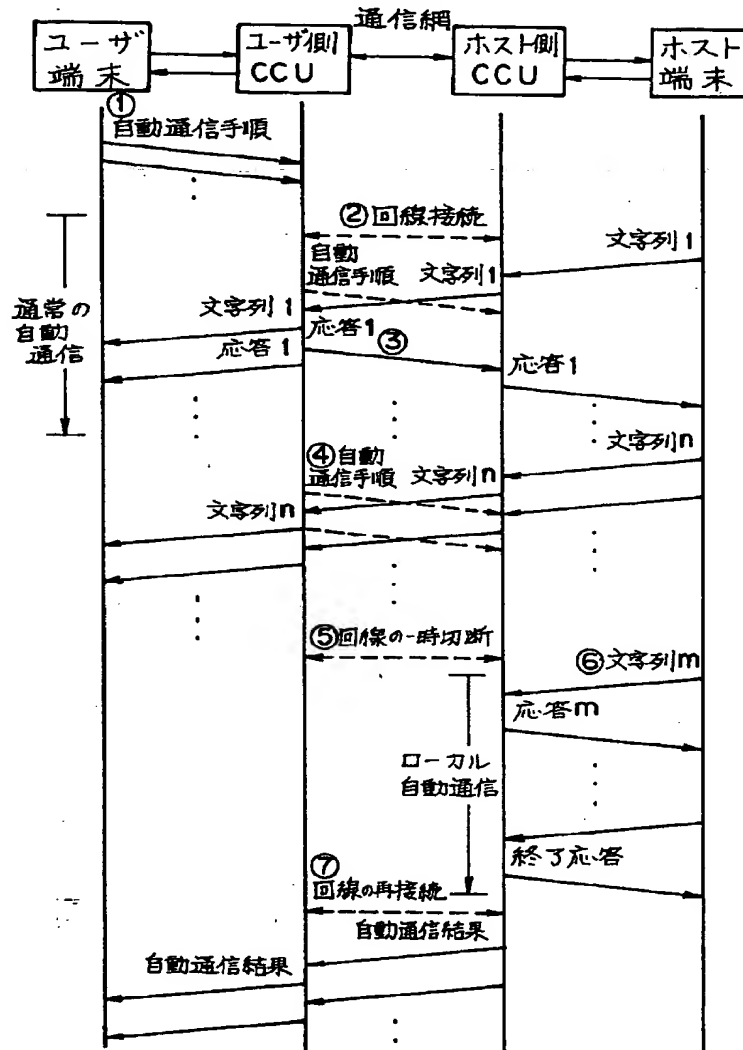 通信網
ユーザ
端末
ユーザ側
CCU
ホスト側
CCU
ホスト
端末
①
自動通信手順
②回線接続
文字列1
自動
通信手順
文字列1
通常の
自動
通信
文字列1
応答1
③
応答1
応答1
文字列n
④自動
通信手順
文字列n
文字列n
⑤回線の一時切断
⑥文字列m
応答m
ローカル
自動通信
終了応答
⑦
回線の再接続
自動通信結果
自動通信結果